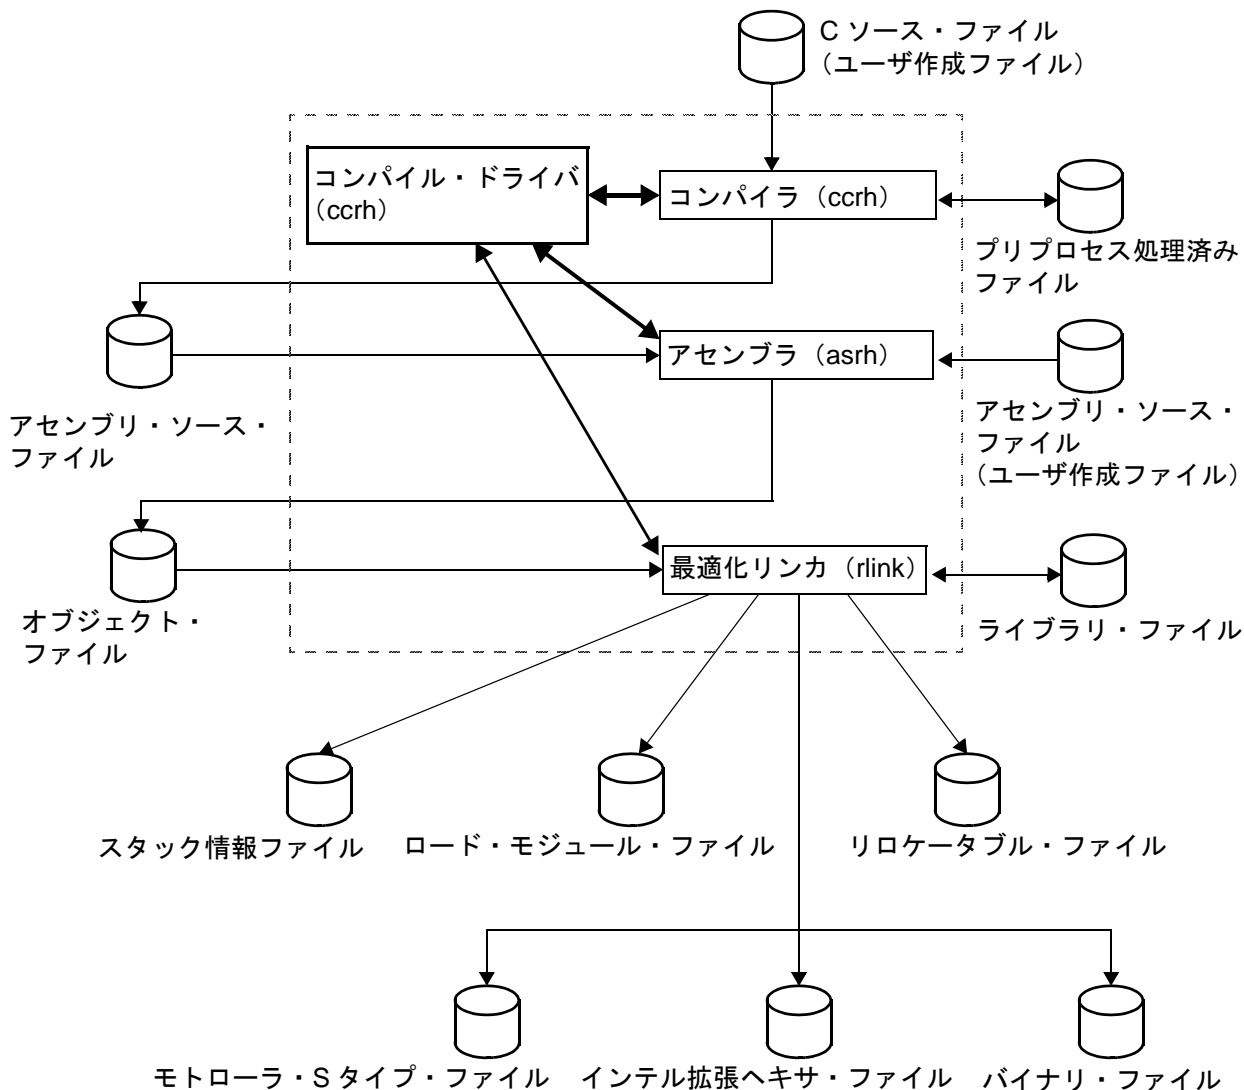 C ソース・ファイル
（ユーザ作成ファイル）
コンパイル・ドライバ
（ccrh）
コンパイラ（ccrh）
プリプロセス処理済み
ファイル
アセンブラ（asrh）
アセンブリ・ソース・
ファイル
アセンブリ・ソース・
ファイル
（ユーザ作成ファイル）
最適化リンカ（rlink）
オブジェクト・
ファイル
ライブラリ・ファイル
スタック情報ファイル
ロード・モジュール・ファイル
リロケータブル・ファイル
モトローラ・S タイプ・ファイル
インテル拡張ヘキサ・ファイル
バイナリ・ファイル